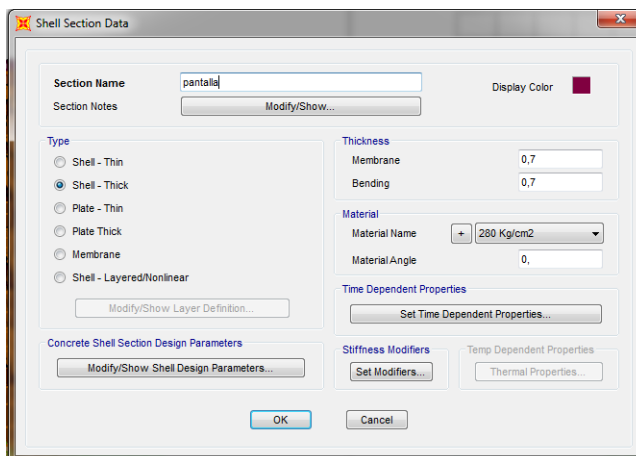 Shell Section Data
Section Name
pantalla
Display Color
Section Notes
Modify/Show...
Type
Shell - Thin
Shell - Thick
Plate - Thin
Plate Thick
Membrane
Shell - Layered/Nonlinear
Modify/Show Layer Definition...
Thickness
Membrane
0,7
Bending
0,7
Material
Material Name
+
280 Kg/cm2
Material Angle
0,
Time Dependent Properties
Set Time Dependent Properties...
Concrete Shell Section Design Parameters
Modify/Show Shell Design Parameters...
Stiffness Modifiers
Set Modifiers...
Temp Dependent Properties
Thermal Properties...
OK
Cancel